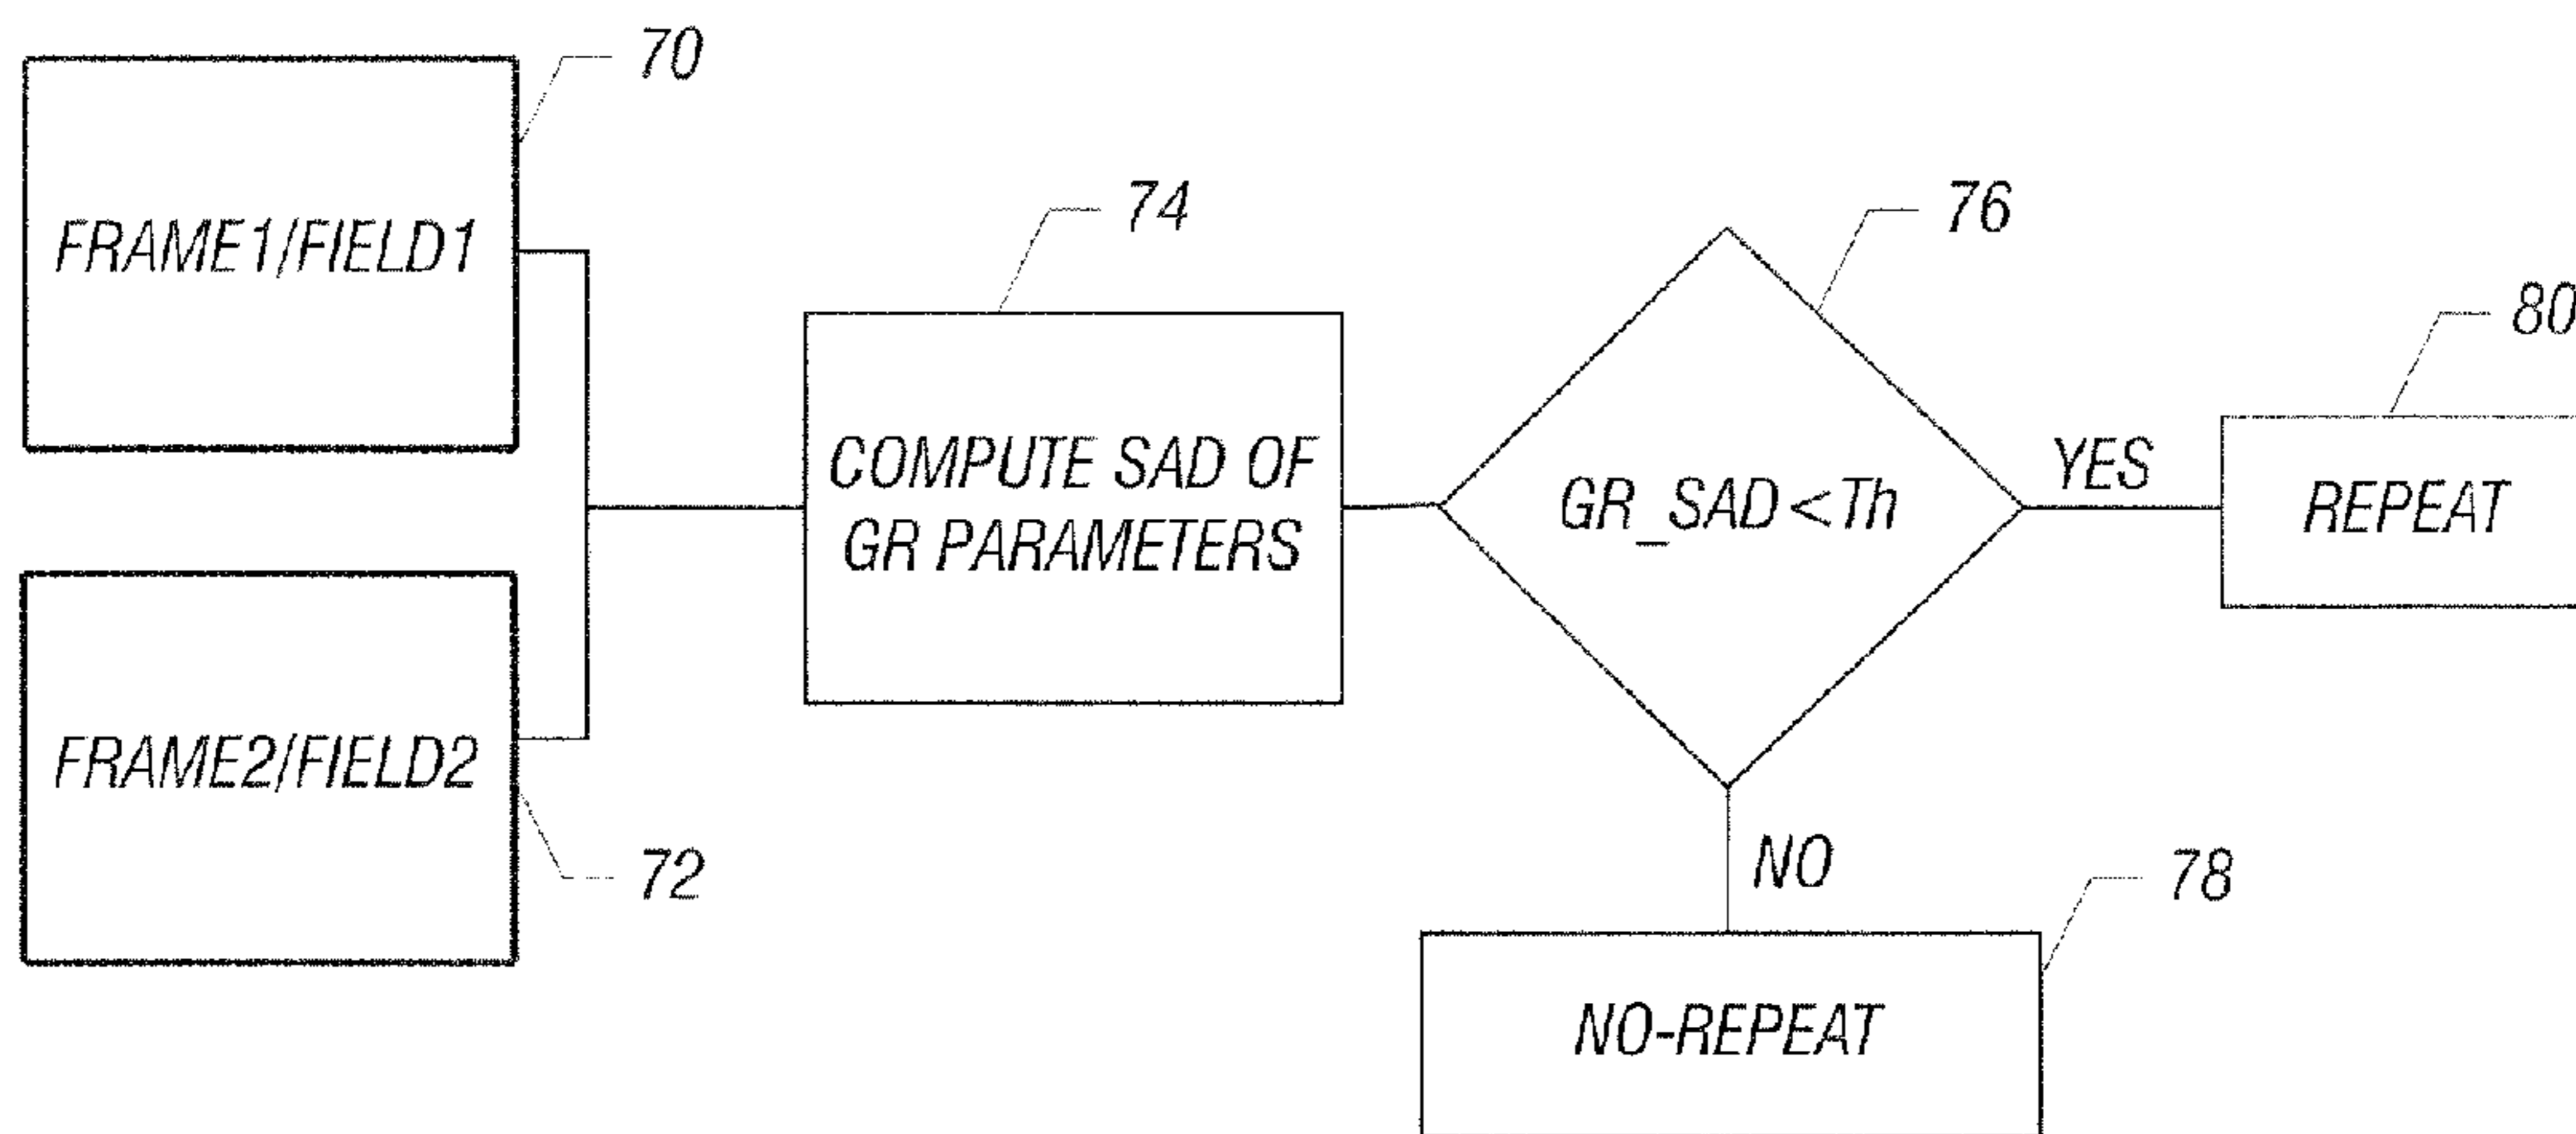 70
FRAME1/FIELD1
74
76
80
COMPUTE SAD OF
GR PARAMETERS
GR_SAD<Th
YES
REPEAT
FRAME2/FIELD2
72
NO
78
NO-REPEAT